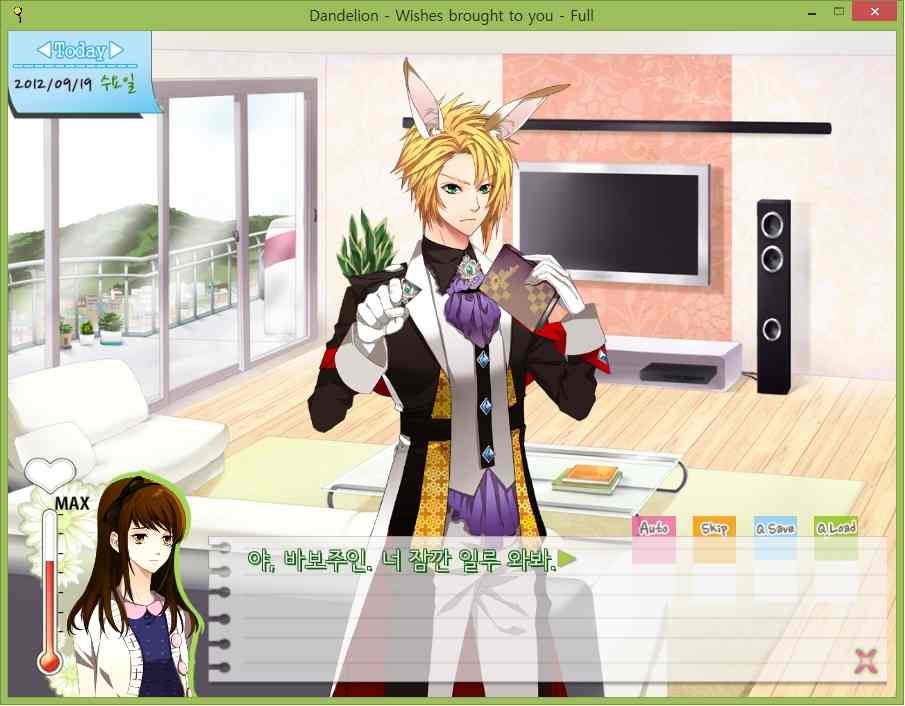 Dandelion - Wishes brought to you - Full
Today
2012/09/19 수요일
MAX
Auto Skip Q.Save Q.Load
야, 바보주인. 너 잠깐 일루 와봐.